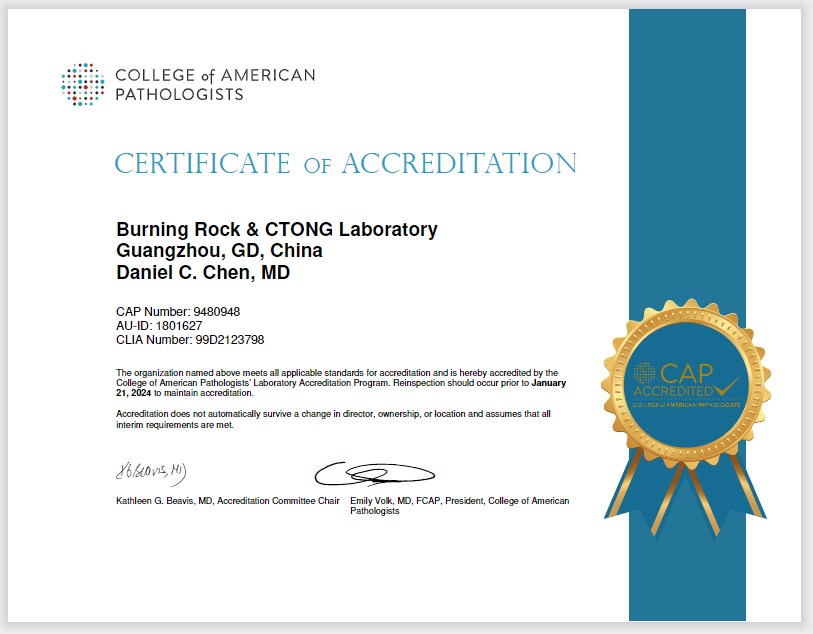 COLLEGE of AMERICAN
PATHOLOGISTS
CERTIFICATE OF ACCREDITATION
Burning Rock & CTONG Laboratory
Guangzhou, GD, China
Daniel C. Chen, MD
CAP Number: 9480948
AU-ID: 1801627
CLIA Number: 99D2123798
The organization named above meets all applicable standards for accreditation and is hereby accredited by the
College of American Pathologists' Laboratory Accreditation Program. Reinspection should occur prior to January
21, 2024 to maintain accreditation.
Accreditation does not automatically survive a change in director, ownership, or location and assumes that all
interim requirements are met.
Kathleen G. Beavis, MD, Accreditation Committee Chair
Emily Volk, MD, FCAP, President, College of American
Pathologists
CAP
ACCREDITED
COLLEGE of AMERICAN PATHOLOGISTS